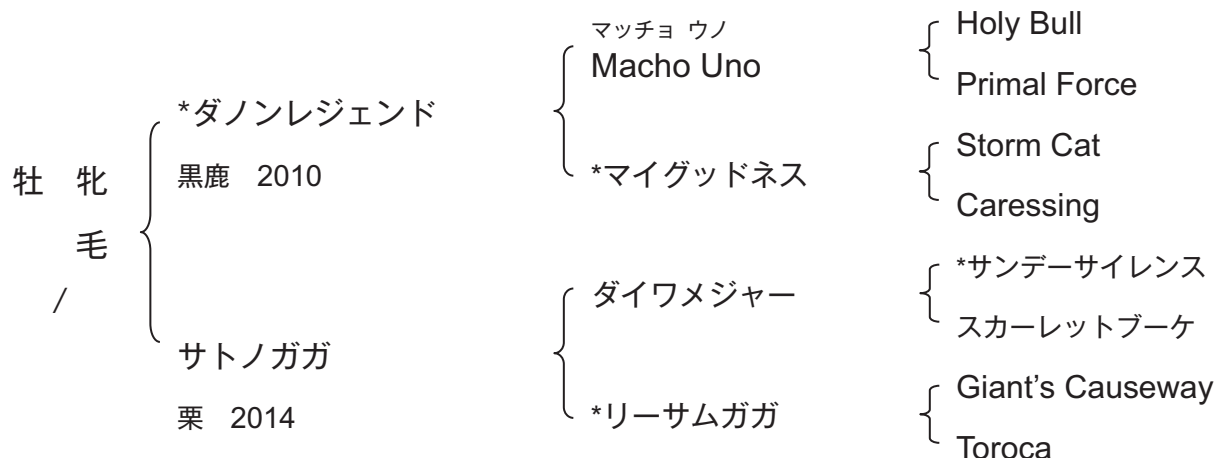 牡 牝
毛
/
*ダノンレジェンド
黒鹿 2010
サトノガガ
栗 2014
マッチョ ウノ
Macho Uno
*マイグッドネス
ダイワメジャー
*リーサムガガ
Holy Bull
Primal Force
Storm Cat
Caressing
*サンデーサイレンス
スカーレットブーケ
Giant’s Causeway
Toroca